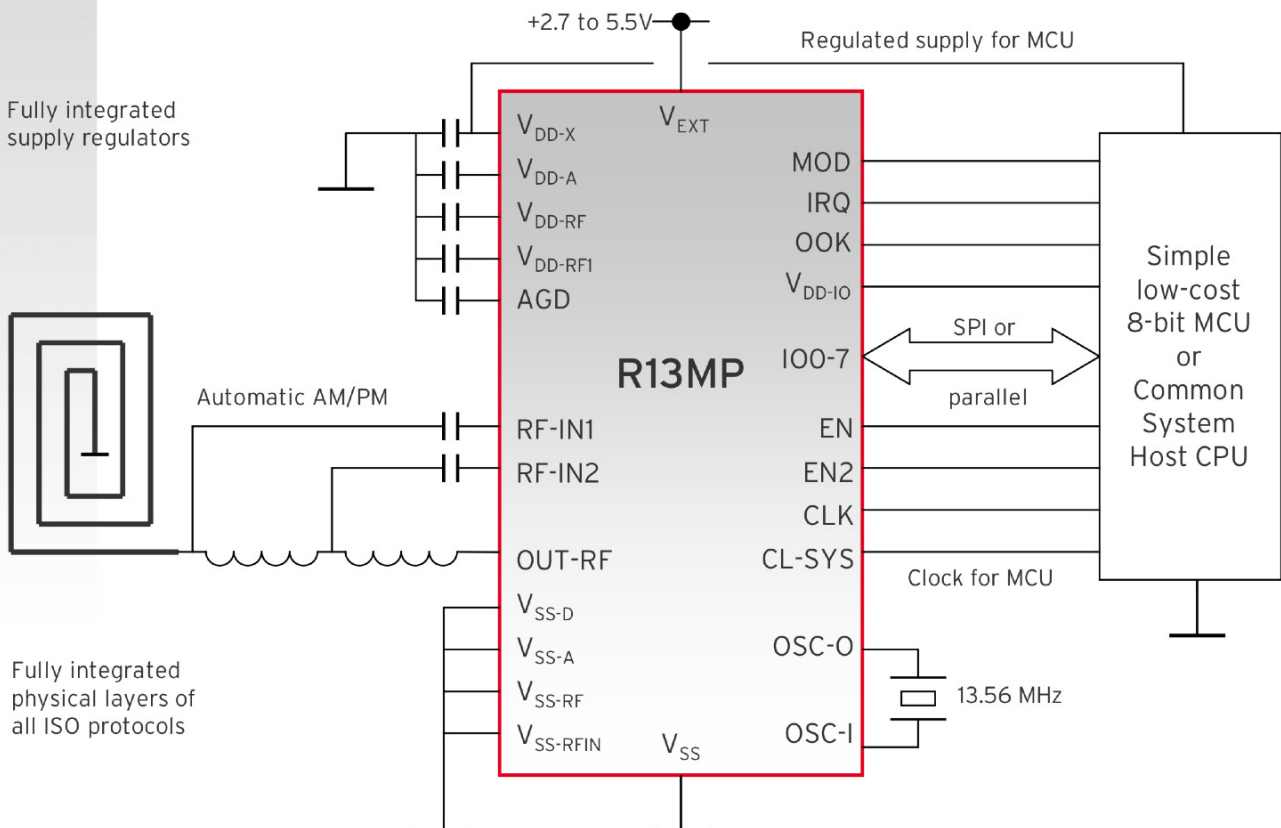 +2.7 to 5.5V
Regulated supply for MCU
Fully integrated
supply regulators
VEXT
VDD-X
VDD-A
VDD-RF
VDD-RF1
AGD
MOD
IRQ
OOK
VDD-IO
IO0-7
SPI or
parallel
R13MP
Simple
low-cost
8-bit MCU
or
Common
System
Host CPU
Automatic AM/PM
RF-IN1
RF-IN2
OUT-RF
EN
EN2
CLK
CL-SYS
Clock for MCU
VSS-D
VSS-A
VSS-RF
VSS-RFIN
VSS
OSC-O
OSC-I
13.56 MHz
Fully integrated
physical layers of
all ISO protocols